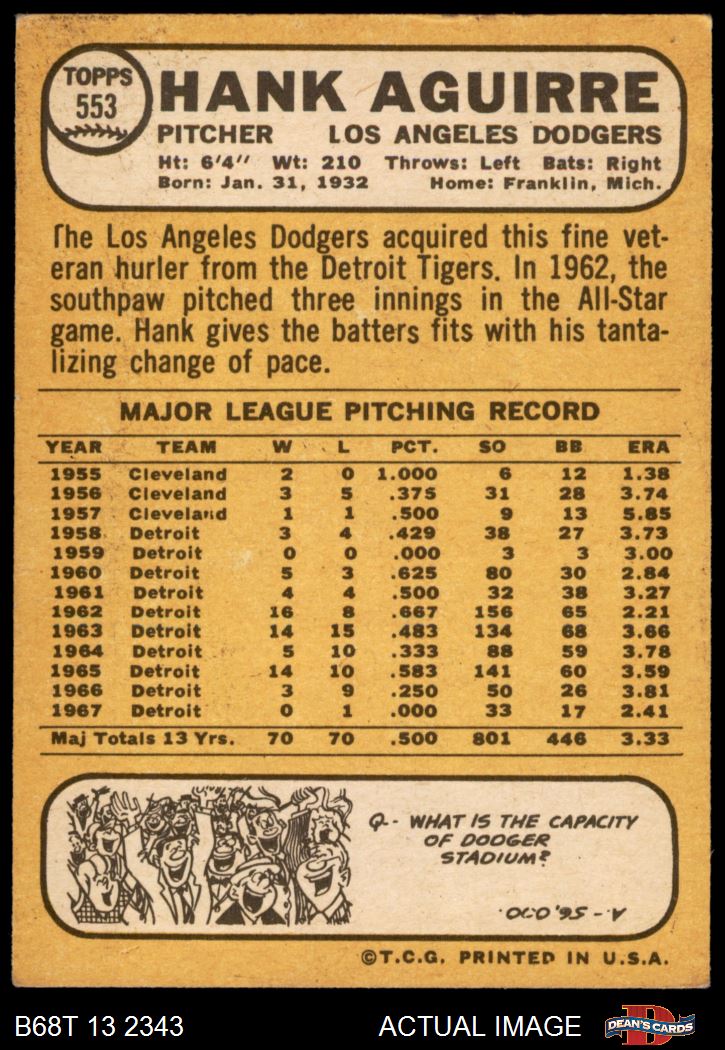 TOPPS
553
HANK AGUIRRE
PITCHER LOS ANGELES DODGERS
Ht: 6'4" Wt: 210 Throws: Left Bats: Right
Born: Jan. 31, 1932 Home: Franklin, Mich.
The Los Angeles Dodgers acquired this fine vet-
eran hurler from the Detroit Tigers. In 1962, the
southpaw pitched three innings in the All-Star
game. Hank gives the batters fits with his tanta-
lizing change of pace.
MAJOR LEAGUE PITCHING RECORD
YEAR TEAM W L PCT. SO BB ERA
1955 Cleveland 2 0 1.000 6 12 1.38
1956 Cleveland 3 5 .375 31 28 3.74
1957 Cleveland 1 1 .500 9 13 5.85
1958 Detroit 3 4 .429 38 27 3.73
1959 Detroit 0 0 .000 3 3 3.00
1960 Detroit 5 3 .625 80 30 2.84
1961 Detroit 4 4 .500 32 38 3.27
1962 Detroit 16 8 .667 156 65 2.21
1963 Detroit 14 15 .483 134 68 3.66
1964 Detroit 5 10 .333 88 59 3.78
1965 Detroit 14 10 .583 141 60 3.59
1966 Detroit 3 9 .250 50 26 3.81
1967 Detroit 0 1 .000 33 17 2.41
Maj Totals 13 Yrs. 70 70 .500 801 446 3.33
Q-- WHAT IS THE CAPACITY
OF DODGER
STADIUM?
A -- 56,000.
©T.C.G. PRINTED IN U.S.A.
B68T 13 2343 ACTUAL IMAGE DEAN'S CARDS